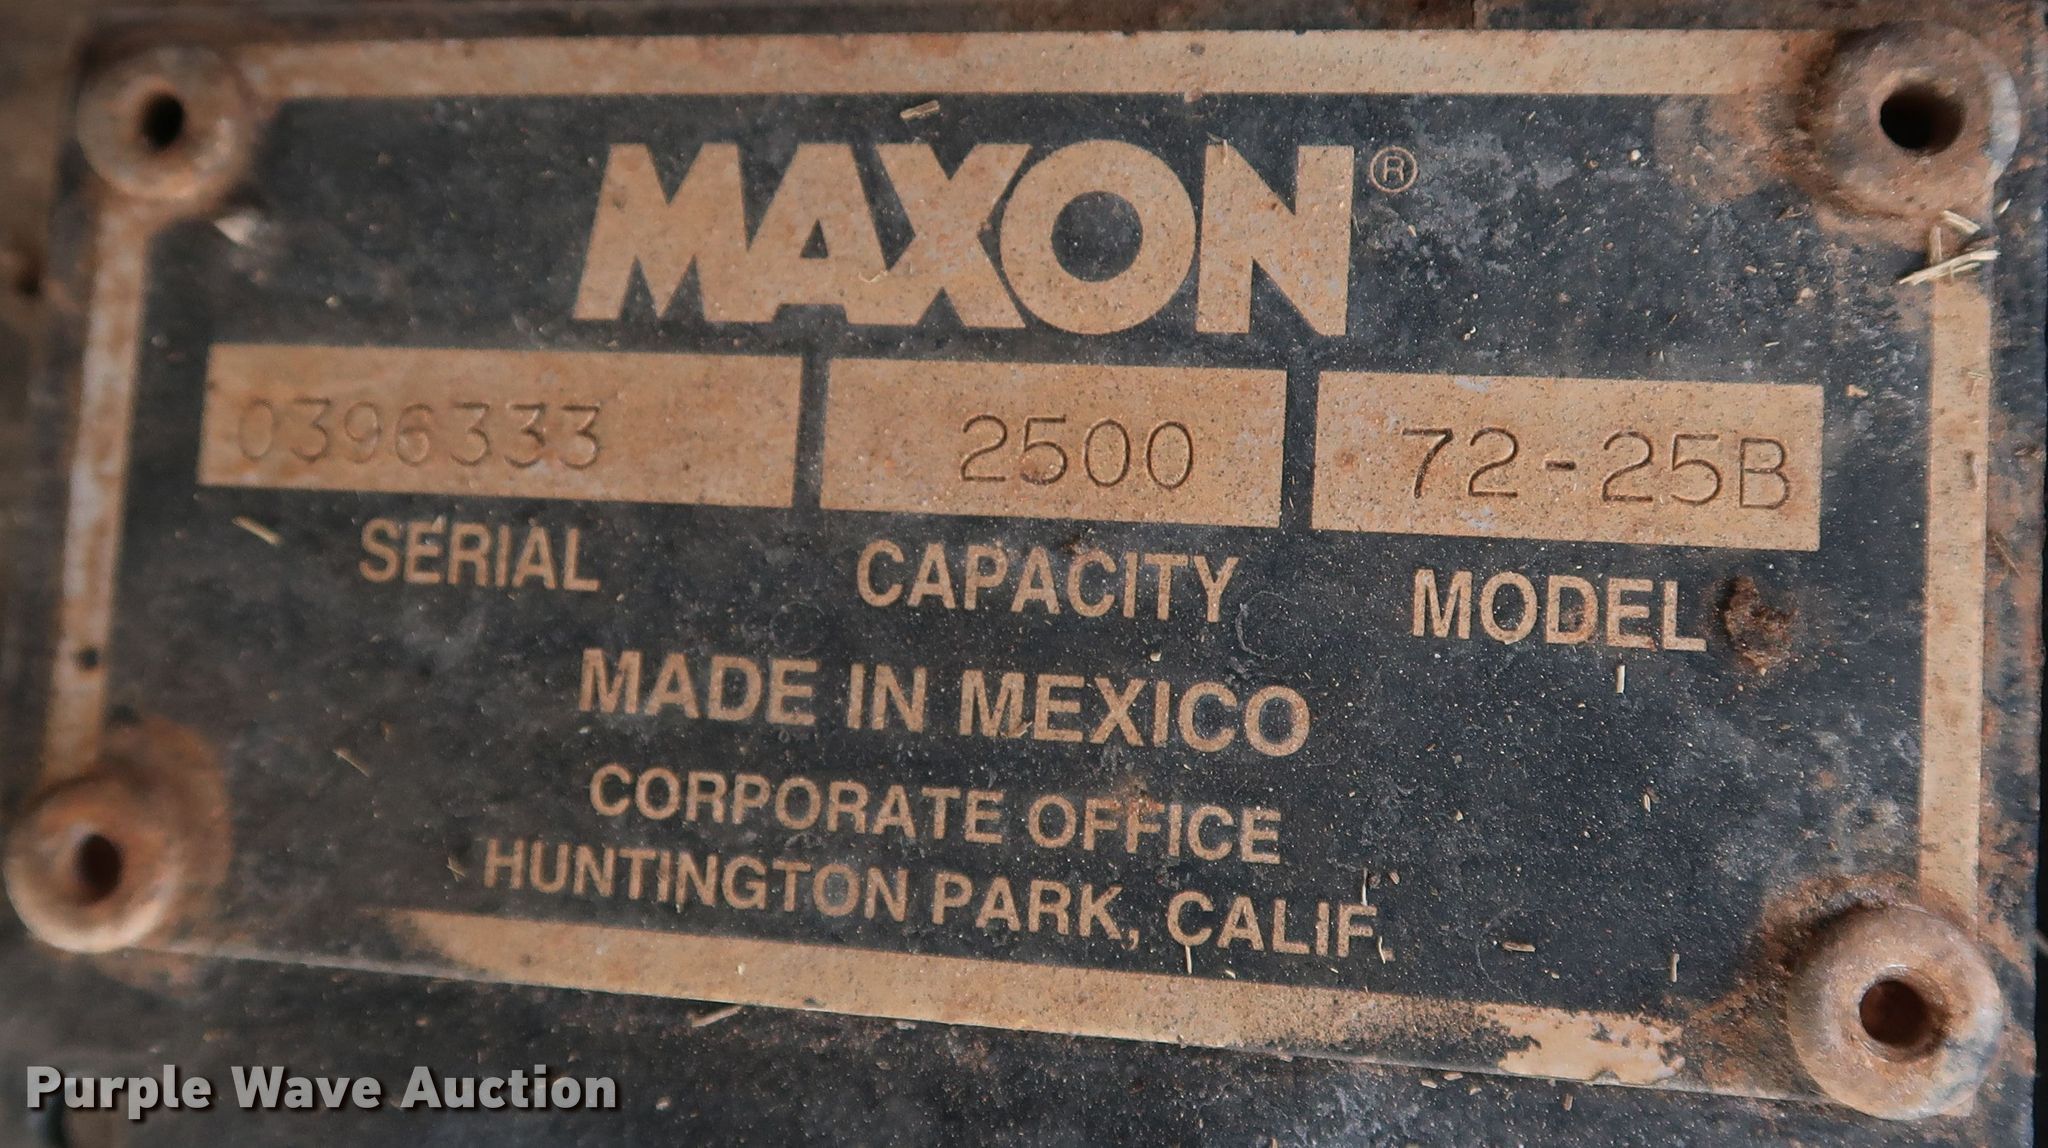 MAXON®
0396333 2500 72-25B
SERIAL CAPACITY MODEL
MADE IN MEXICO
CORPORATE OFFICE
HUNTINGTON PARK, CALIF.
Purple Wave Auction